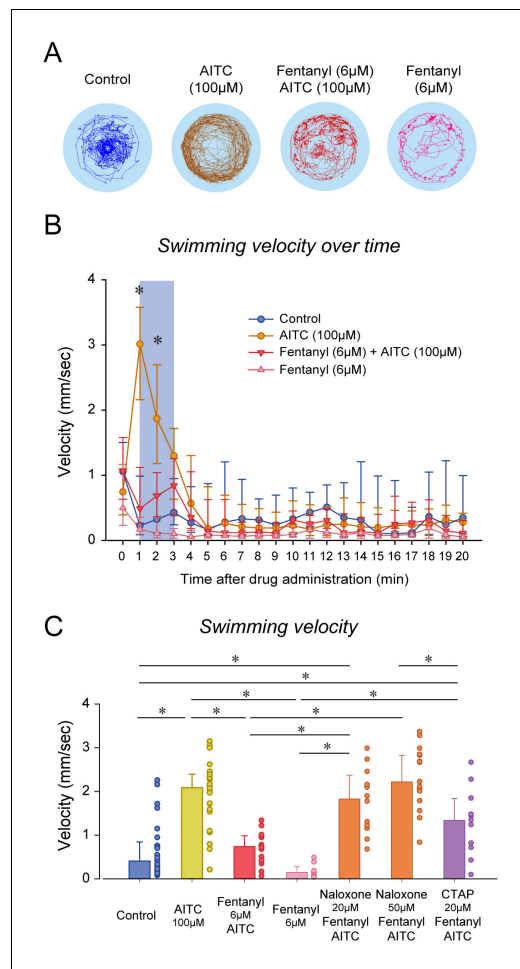 A
Control
AITC
(100µM)
Fentanyl (6µM)
AITC (100µM)
Fentanyl
(6µM)
B
Swimming velocity over time
4
3
2
1
0
Velocity (mm/sec)
*
*
Control
AITC (100µM)
Fentanyl (6µM) + AITC (100µM)
Fentanyl (6µM)
0 1 2 3 4 5 6 7 8 9 10 11 12 13 14 15 16 17 18 19 20
Time after drug administration (min)
C
Swimming velocity
* *
*
* *
* * *
*
*
4
3
2
1
0
Velocity (mm/sec)
Control
AITC
100µM
Fentanyl
6µM
AITC
Fentanyl
6µM
Naloxone
20µM
Fentanyl
AITC
Naloxone
50µM
Fentanyl
AITC
CTAP
20µM
Fentanyl
AITC